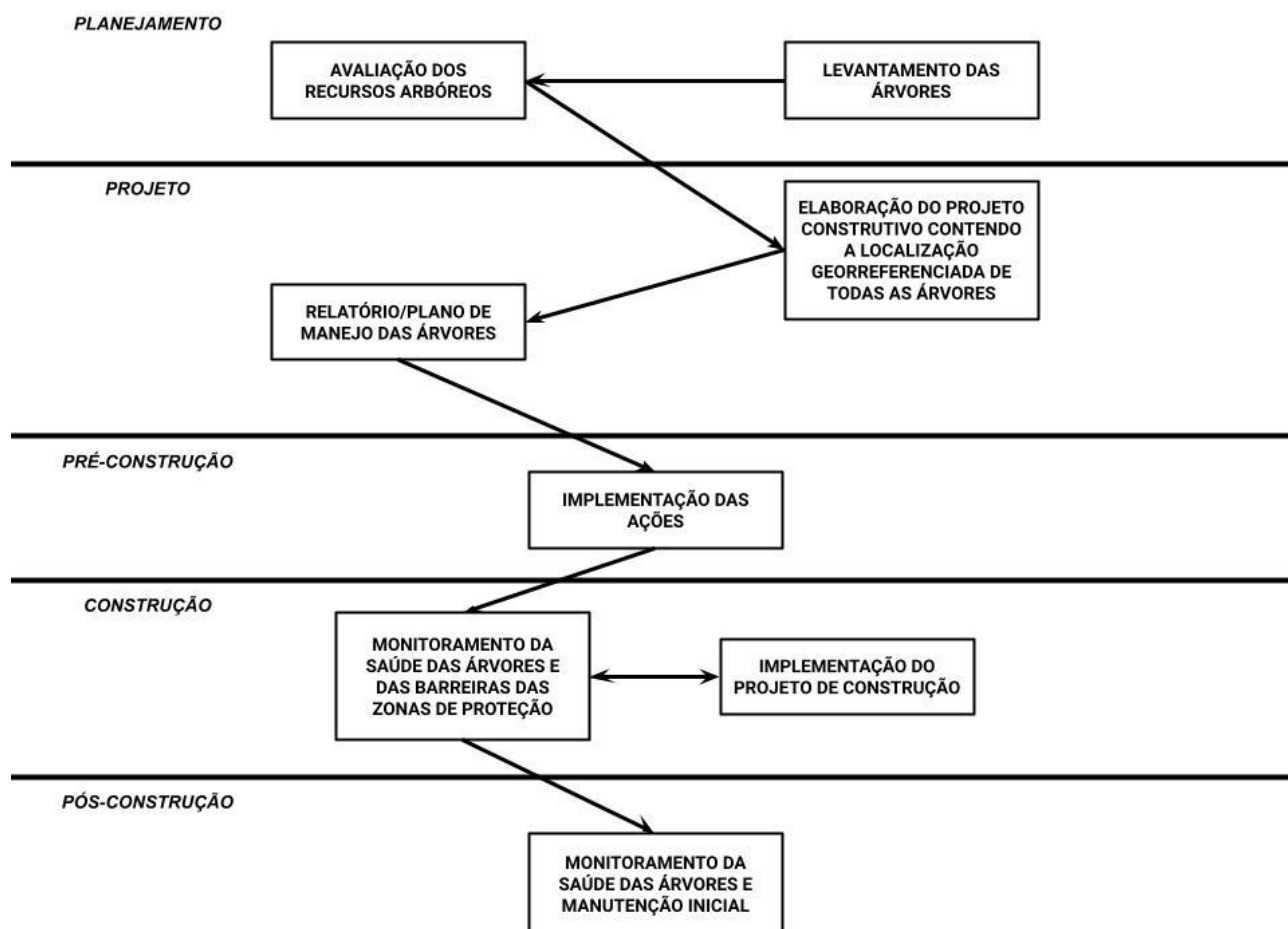 PLANEJAMENTO
AVALIAÇÃO DOS
RECURSOS ARBÓREOS
LEVANTAMENTO DAS
ÁRVORES
PROJETO
ELABORAÇÃO DO PROJETO
CONSTRUTIVO CONTENDO
A LOCALIZAÇÃO
GEORREFERENCIADA DE
TODAS AS ÁRVORES
RELATÓRIO/PLANO DE
MANEJO DAS ÁRVORES
PRÉ-CONSTRUÇÃO
IMPLEMENTAÇÃO DAS
AÇÕES
CONSTRUÇÃO
MONITORAMENTO DA
SAÚDE DAS ÁRVORES E
DAS BARREIRAS DAS
ZONAS DE PROTEÇÃO
IMPLEMENTAÇÃO DO
PROJETO DE CONSTRUÇÃO
PÓS-CONSTRUÇÃO
MONITORAMENTO DA
SAÚDE DAS ÁRVORES E
MANUTENÇÃO INICIAL